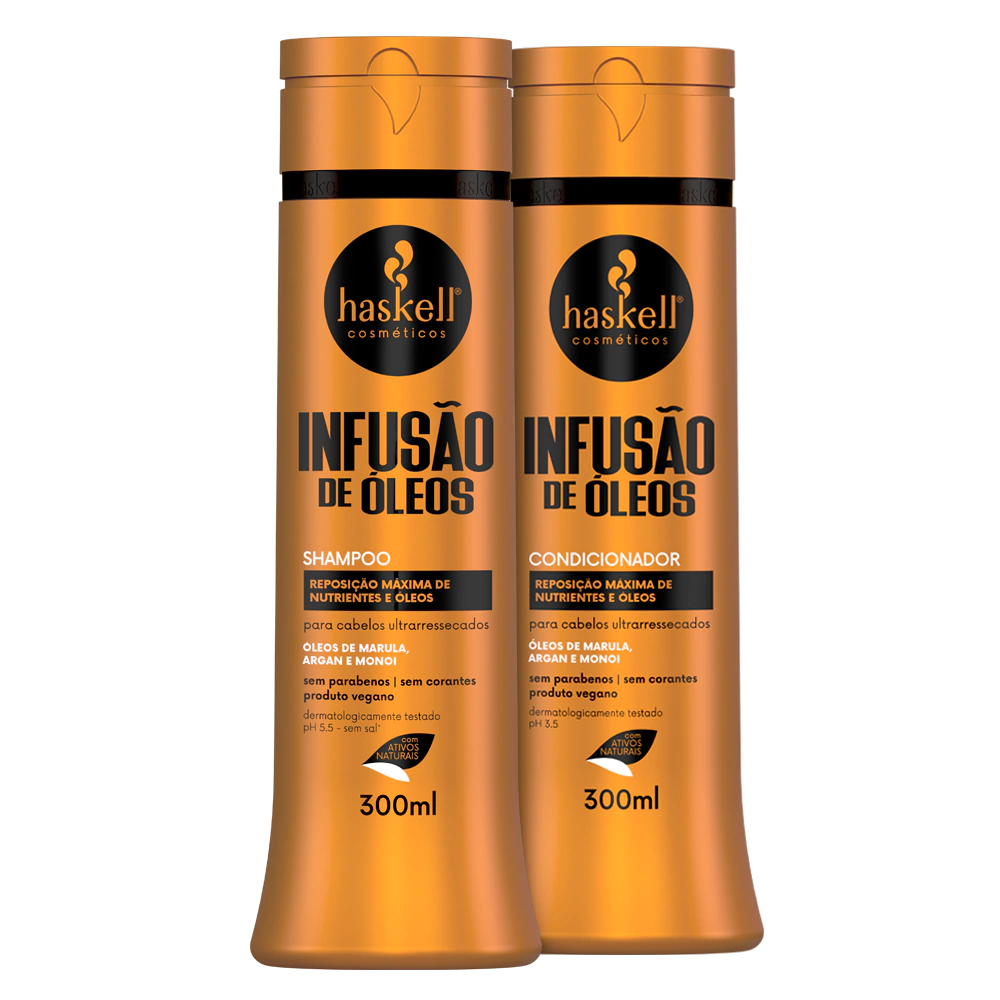 haskell®
cosméticos
INFUSÃO
DE ÓLEOS
SHAMPOO
REPOSIÇÃO MÁXIMA DE
NUTRIENTES E ÓLEOS
para cabelos ultrarressecados
ÓLEOS DE MARULA,
ARGAN E MONOI
sem parabenos | sem corantes
produto vegano
dermatologicamente testado
pH 5.5 - sem sal*
com
ATIVOS
NATURAIS
300ml
haskell®
cosméticos
INFUSÃO
DE ÓLEOS
CONDICIONADOR
REPOSIÇÃO MÁXIMA DE
NUTRIENTES E ÓLEOS
para cabelos ultrarressecados
ÓLEOS DE MARULA,
ARGAN E MONOI
sem parabenos | sem corantes
produto vegano
dermatologicamente testado
pH 3.5
com
ATIVOS
NATURAIS
300ml